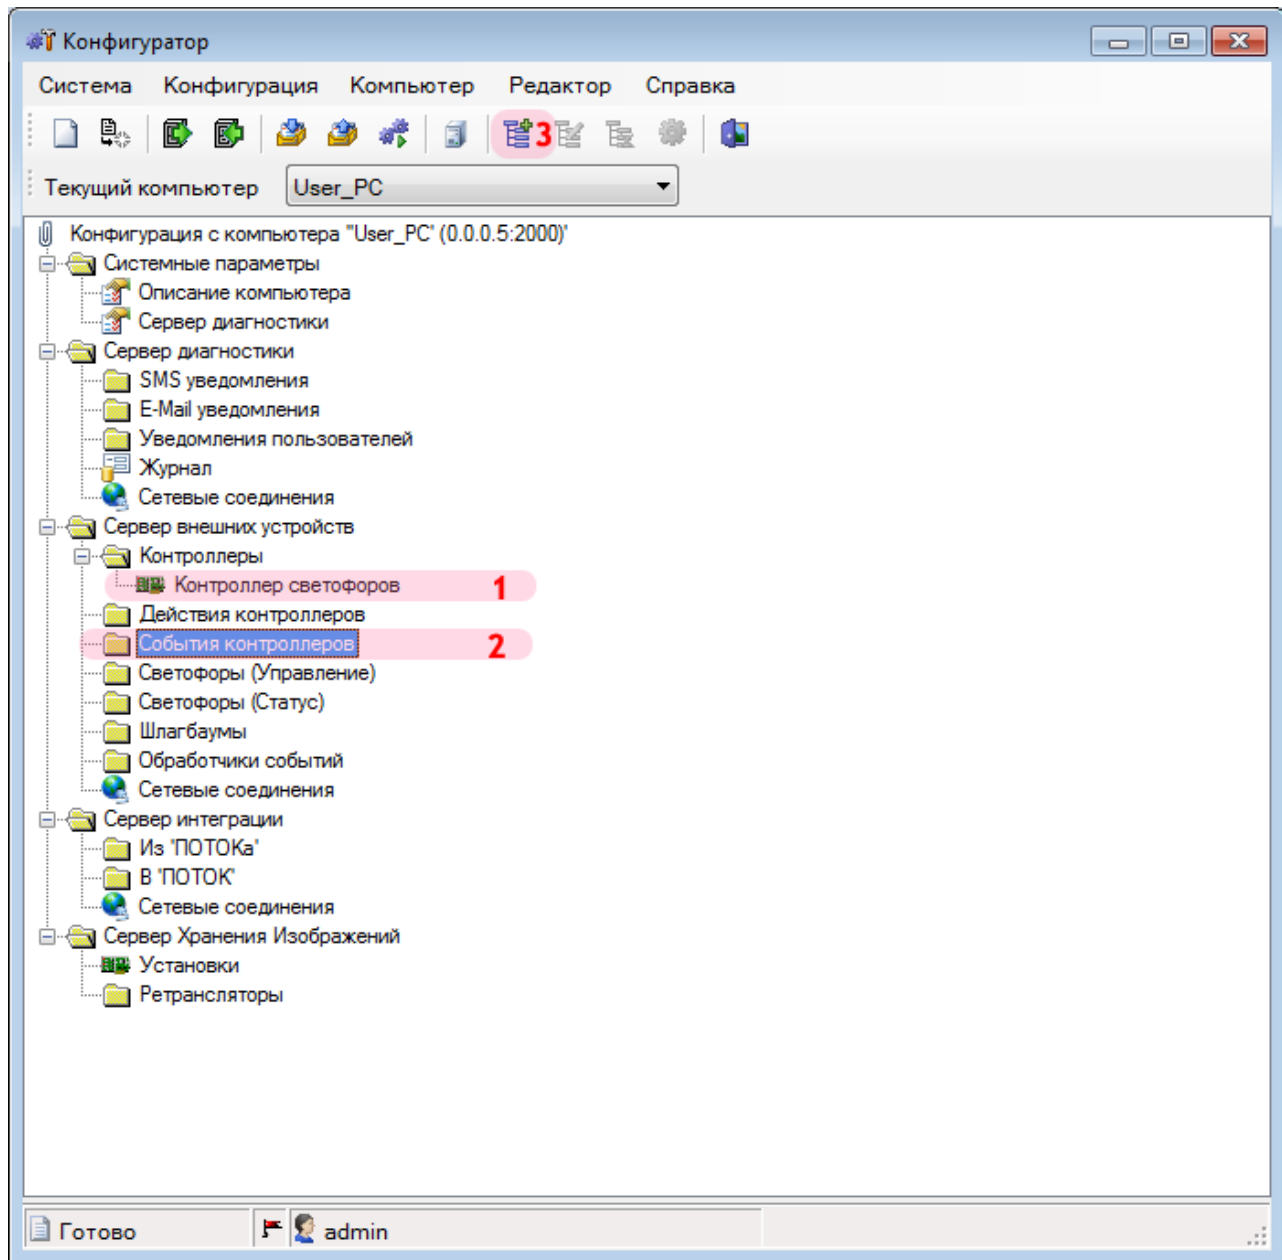 Конфигуратор
Система Конфигурация Компьютер Редактор Справка
3
Текущий компьютер User_PC
Конфигурация с компьютера "User_PC" (0.0.0.5:2000)'
Системные параметры
Описание компьютера
Сервер диагностики
Сервер диагностики
SMS уведомления
E-Mail уведомления
Уведомления пользователей
Журнал
Сетевые соединения
Сервер внешних устройств
Контроллеры
Контроллер светофоров 1
Действия контроллеров
События контроллеров 2
Светофоры (Управление)
Светофоры (Статус)
Шлагбаумы
Обработчики событий
Сетевые соединения
Сервер интеграции
Из 'ПОТОКа'
В 'ПОТОК'
Сетевые соединения
Сервер Хранения Изображений
Установки
Ретрансляторы
Готово admin